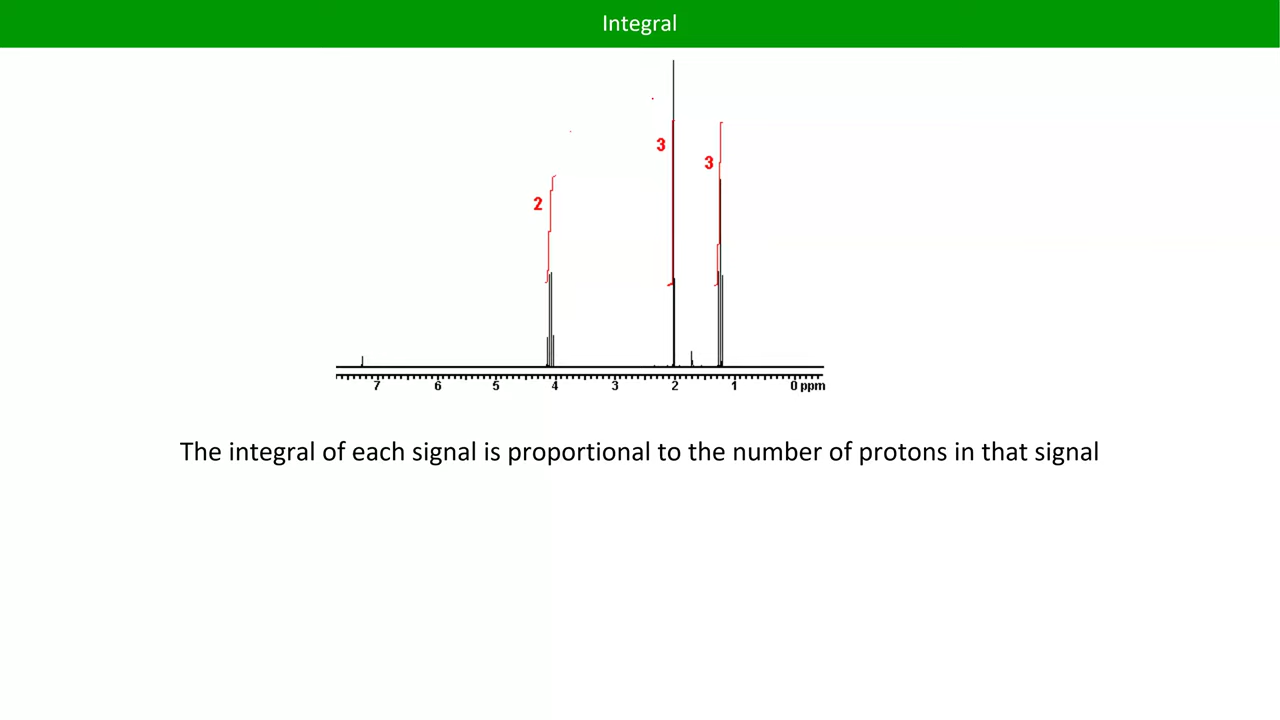 Integral
3
3
2
7 6 5 4 3 2 1 0 ppm
The integral of each signal is proportional to the number of protons in that signal